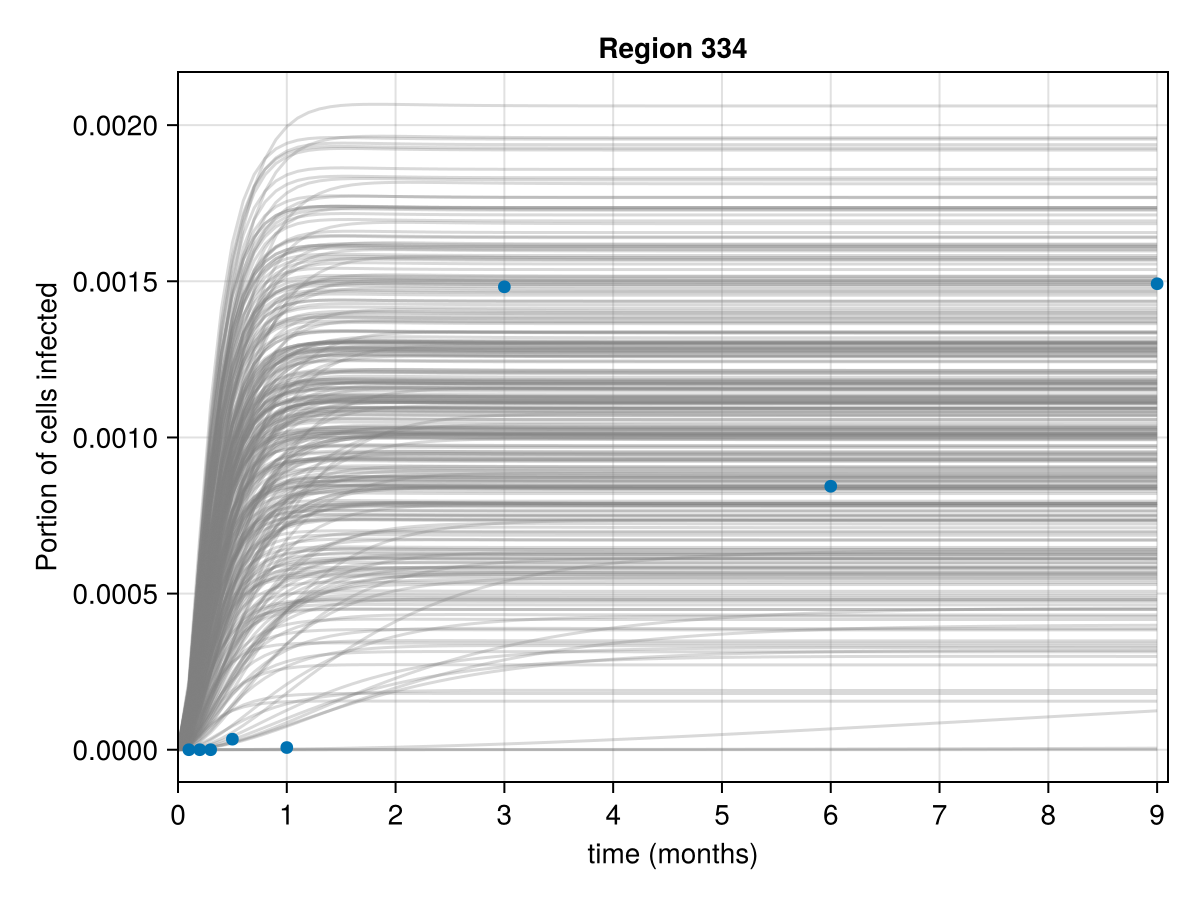 Region 334
Portion of cells infected
0.0020
0.0015
0.0010
0.0005
0.0000
0 1 2 3 4 5 6 7 8 9
time (months)